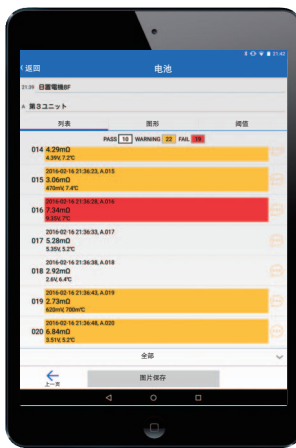 21:42
返回
电池
21:39 日置電機BF
A 第3ユニット
列表 图形 阈值
PASS 10 WARNING 22 FAIL 10
014 4.29mΩ
4.39V, 7.2℃
2016-02-16 21:36:23, A.015
015 3.06mΩ
470mV, 7.4℃
2016-02-16 21:36:28, A.016
016 7.34mΩ
9.35V, 7℃
2016-02-16 21:36:33, A.017
017 5.28mΩ
5.35V, 5.2℃
2016-02-16 21:36:38, A.018
018 2.92mΩ
2.6V, 6.4℃
2016-02-16 21:36:43, A.019
019 2.73mΩ
620mV, 700m℃
2016-02-16 21:36:48, A.020
020 6.84mΩ
3.51V, 5.2℃
全部
上一页
图片保存